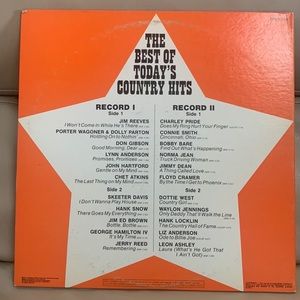 THE
BEST OF
TODAY'S
COUNTRY HITS
RECORD I
Side 1
JIM REEVES
I Won't Come In While He's There
PORTER WAGONER & DOLLY PARTON
Holding On to Nothin'
DON GIBSON
Good Morning, Dear
LYNN ANDERSON
Promises, Promises
JOHN HARTFORD
Gentle on My Mind
CHET ATKINS
The Last Thing on My Mind
Side 2
SKEETER DAVIS
I Don't Wanna Play House
HANK SNOW
There Goes My Everything
JIM ED BROWN
Bottle, Bottle
GEORGE HAMILTON IV
It's My Time
JERRY REED
Remembering
RECORD II
Side 1
CHARLEY PRIDE
Does My Ring Hurt Your Finger
CONNIE SMITH
Cincinnati, Ohio
BOBBY BARE
Find Out What's Happening
NORMA JEAN
Truck Driving Woman
JIMMY DEAN
A Thing Called Love
FLOYD CRAMER
By the Time I Get to Phoenix
Side 2
DOTTIE WEST
Country Girl
WAYLON JENNINGS
Only Daddy That'll Walk the Line
HANK LOCKLIN
The Country Hall of Fame
LIZ ANDERSON
Ode to Billie Joe
LEON ASHLEY
Laura (What's He Got That
I Ain't Got)